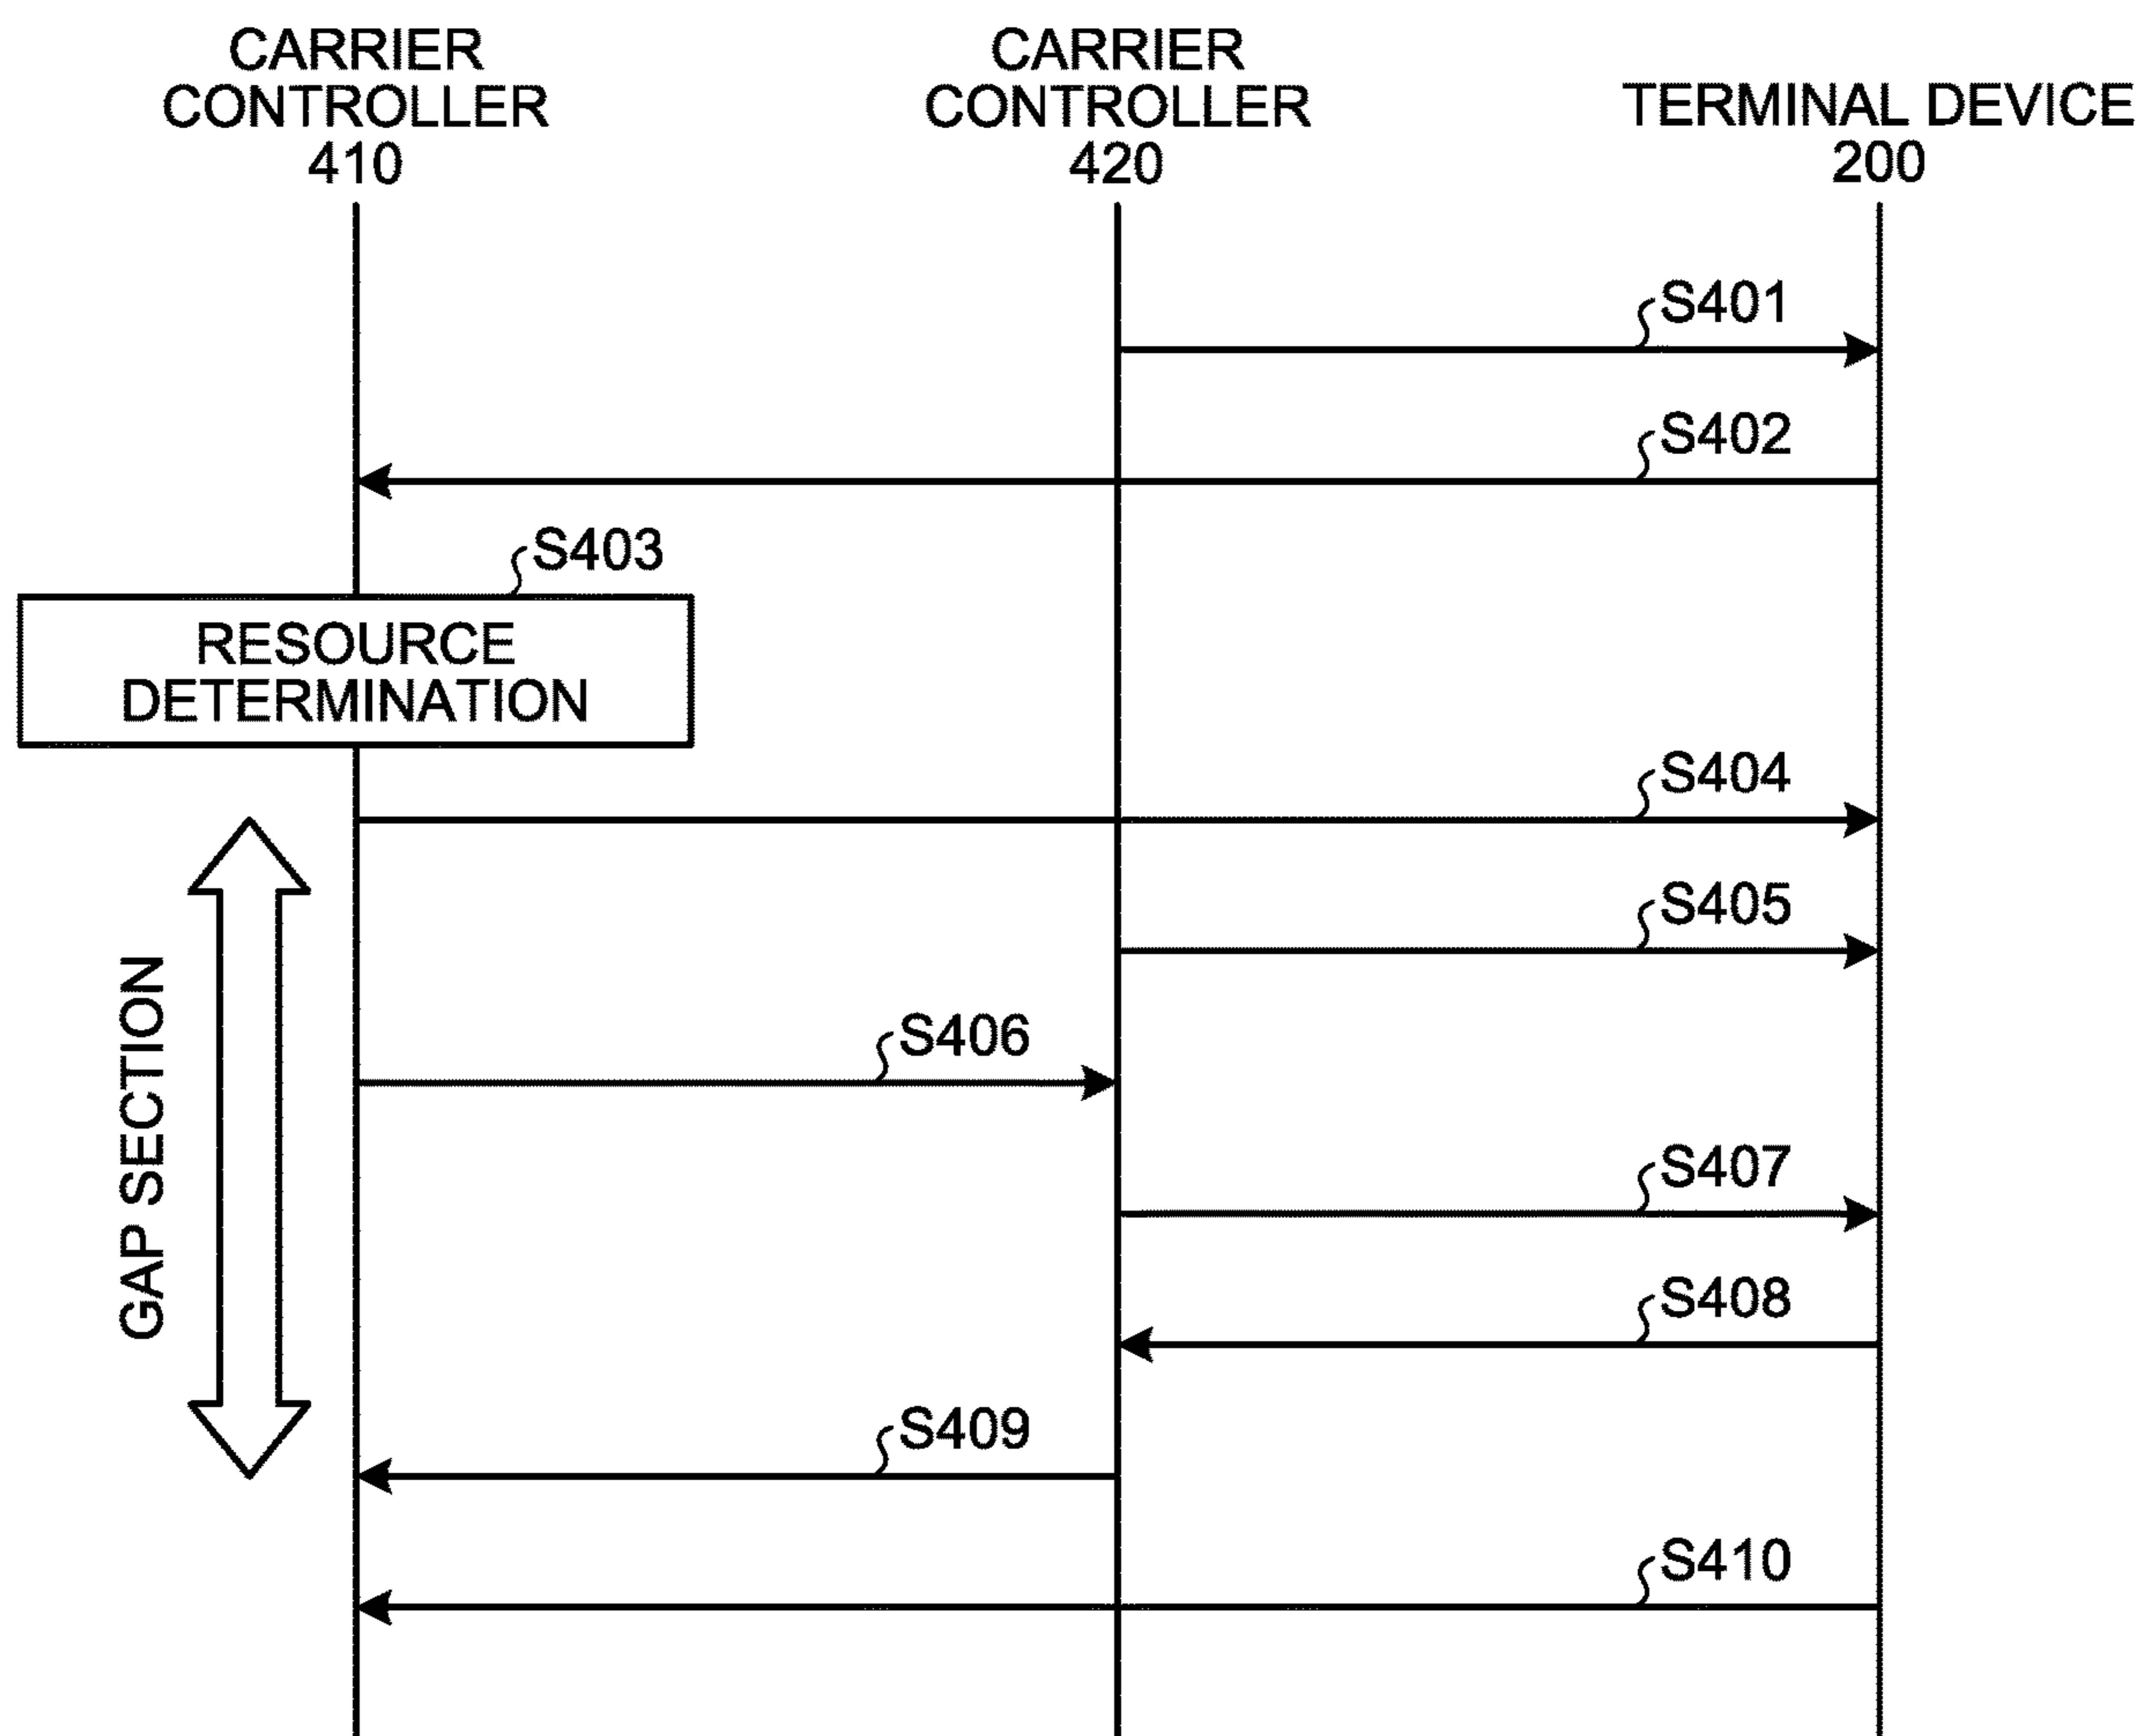 CARRIER
CONTROLLER
410
CARRIER
CONTROLLER
420
TERMINAL DEVICE
200
S401
S402
S403
RESOURCE
DETERMINATION
S404
S405
S406
S407
S408
S409
S410
GAP SECTION